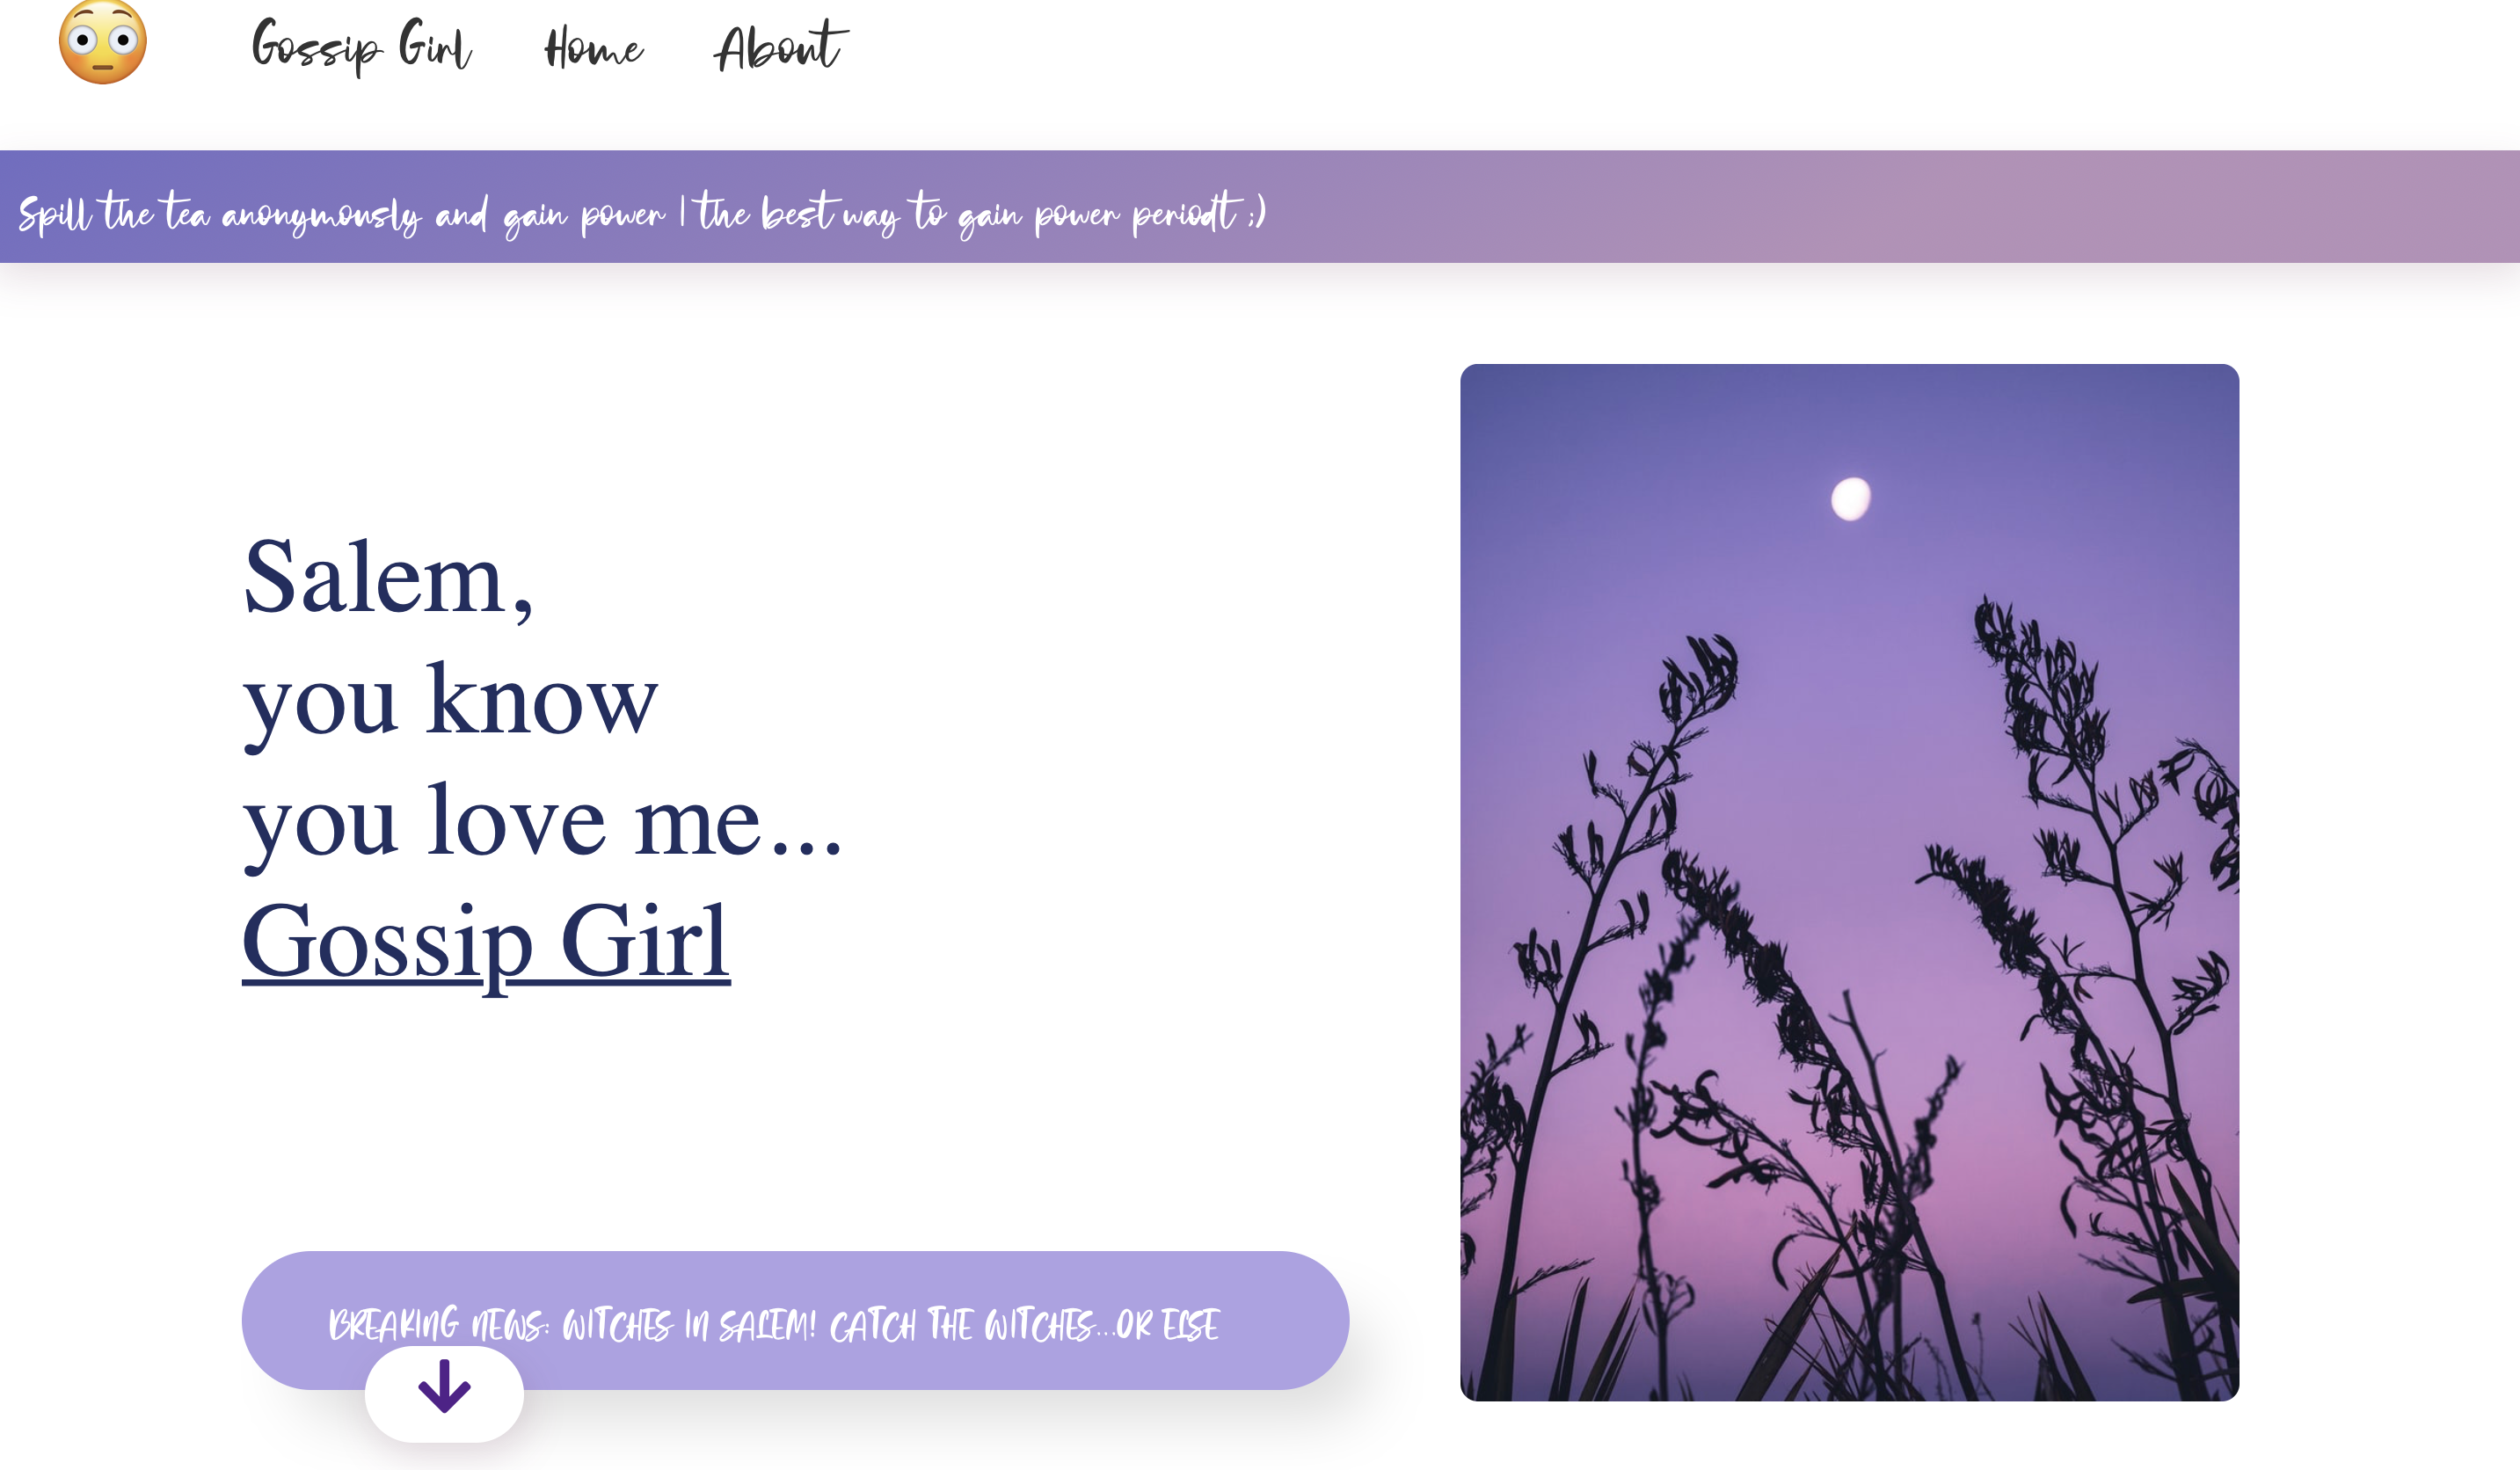 Gossip Girl Home About
Spill the tea anonymously and gain power | the best way to gain power periodt ;)
Salem,
you know
you love me...
Gossip Girl
BREAKING NEWS: WITCHES IN SALEM! CATCH THE WITCHES...OR ELSE